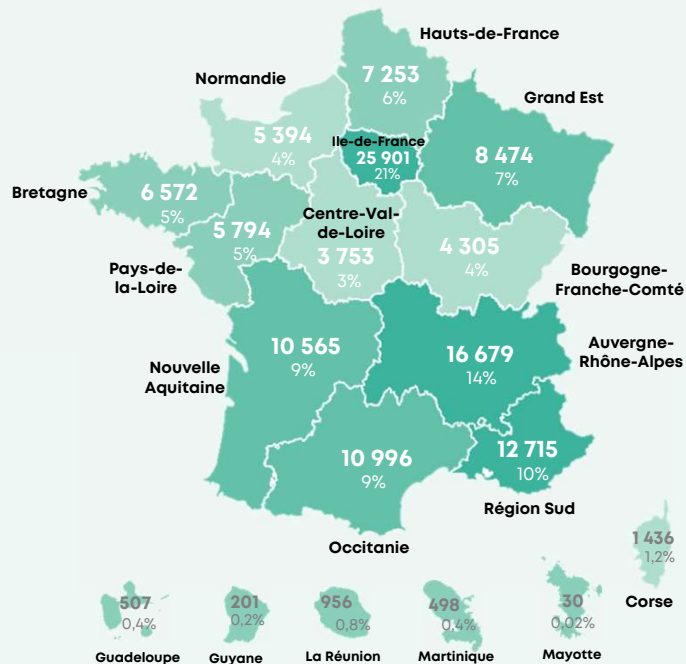 Hauts-de-France
7 253
6%
Normandie
5 394
4%
Grand Est
8 474
7%
Ile-de-France
25 901
21%
Bretagne
6 572
5%
5 794
5%
Pays-de-
la-Loire
Centre-Val-
de-Loire
3 753
3%
4 305
4%
Bourgogne-
Franche-Comté
Nouvelle
Aquitaine
10 565
9%
16 679
14%
Auvergne-
Rhône-Alpes
10 996
9%
Occitanie
12 715
10%
Région Sud
1 436
1,2%
Corse
507
0,4%
Guadeloupe
201
0,2%
Guyane
956
0,8%
La Réunion
498
0,4%
Martinique
30
0,02%
Mayotte